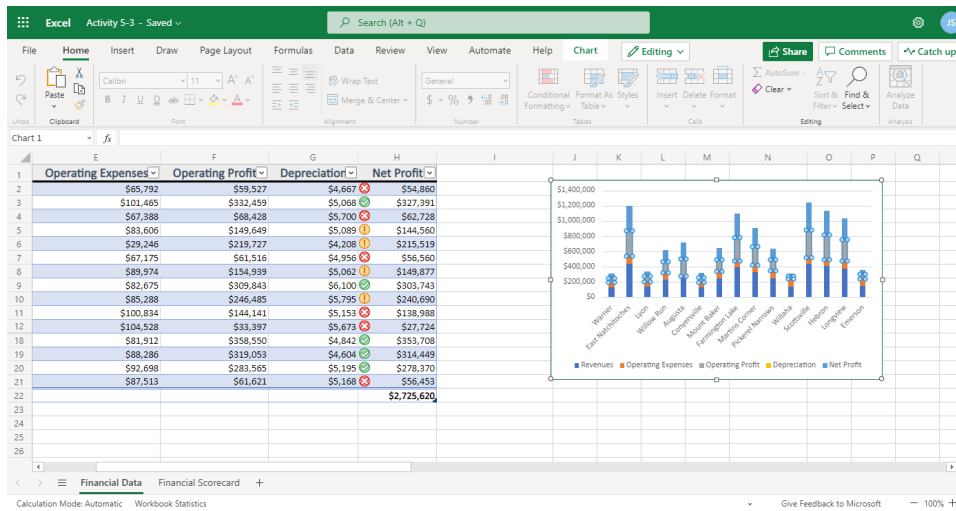 Excel Activity 5-3 - Saved Search (Alt + Q) JS
File Home Insert Draw Page Layout Formulas Data Review View Automate Help Chart Editing Share Comments Catch up
Paste Calibri 11 A^ A˅ Wrap Text General Conditional Format As Styles Insert Delete Format AutoSum Sort & Find & Analyze
B I U D ab A Merge & Center $ % 9 .00 Formatting Table Clear Filter Select Data
Undo Clipboard Font Alignment Number Tables Cells Editing Analysis
Chart 1 fx
E F G H I J K L M N O P Q
1 Operating Expenses Operating Profit Depreciation Net Profit
2 $65,792 $59,527 $4,667 $54,860
3 $101,465 $332,459 $5,068 $327,391
4 $67,388 $68,428 $5,700 $62,728
5 $83,606 $149,649 $5,089 $144,560
6 $29,246 $219,727 $4,208 $215,519
7 $67,175 $61,516 $4,956 $56,560
8 $89,974 $154,939 $5,062 $149,877
9 $82,675 $309,843 $6,100 $303,743
10 $85,288 $246,485 $5,795 $240,690
11 $100,834 $144,141 $5,153 $138,988
12 $104,528 $33,397 $5,673 $27,724
18 $81,912 $358,550 $4,842 $353,708
19 $88,286 $319,053 $4,604 $314,449
20 $92,698 $283,565 $5,195 $278,370
21 $87,513 $61,621 $5,168 $56,453
22 $2,725,620
23
24
25
26
$1,400,000
$1,200,000
$1,000,000
$800,000
$600,000
$400,000
$200,000
$0
Warner East Natchitoches Lyon Willow Run Augusta Conyersville Mount Baker Farmington Lake Martins Corner Pickerel Narrows Willaha Scottsville Hebron Longview Emerson
Revenues Operating Expenses Operating Profit Depreciation Net Profit
Financial Data Financial Scorecard +
Calculation Mode: Automatic Workbook Statistics Give Feedback to Microsoft 100% +